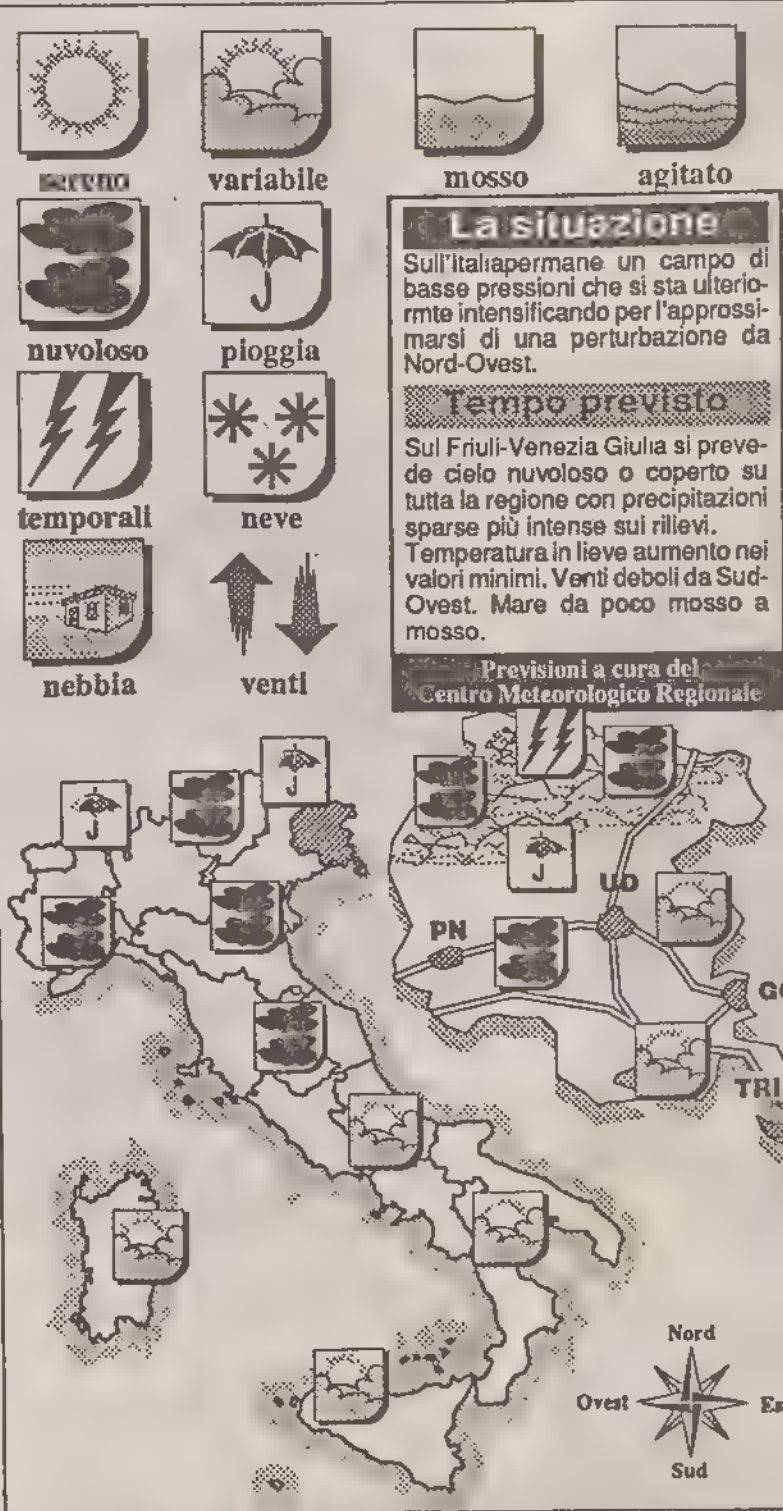 sereno
variabile
mosso
agitato
nuvoloso
pioggia
temporali
neve
nebbia
venti
La situazione
Sull'Italiapermane un campo di
basse pressioni che si sta ulterio-
rmte intensificando per l'approssi-
marsi di una perturbazione da
Nord-Ovest.
Tempo previsto
Sul Friuli-Venezia Giulia si preve-
de cielo nuvoloso o coperto su
tutta la regione con precipitazioni
sparse più intense sui rilievi.
Temperatura in lieve aumento nei
valori minimi. Venti deboli da Sud-
Ovest. Mare da poco mosso a
mosso.
Previsioni a cura del
Centro Meteorologico Regionale
UD
PN
GO
TRI
Nord
Ovest
Es
Sud